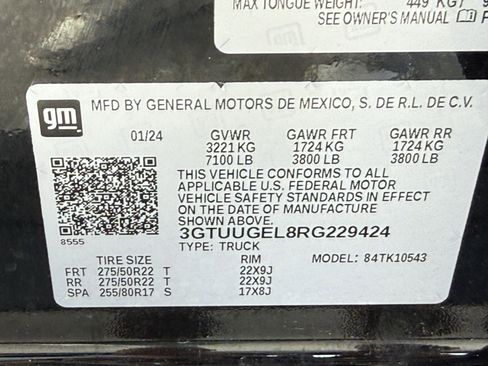 MAX TONGUE WEIGHT: 449 KG
SEE OWNER'S MANUAL
gm
MFD BY GENERAL MOTORS DE MEXICO, S. DE R.L. DE C.V.
01/24 GVWR GAWR FRT GAWR RR
3221 KG 1724 KG 1724 KG
7100 LB 3800 LB 3800 LB
THIS VEHICLE CONFORMS TO ALL
APPLICABLE U.S. FEDERAL MOTOR
VEHICLE SAFETY STANDARDS IN EFFECT
ON THE DATE OF MANUFACTURE
SHOWN ABOVE.
8555
3GTUUGEL8RG229424
TYPE: TRUCK
TIRE SIZE RIM MODEL: 84TK10543
FRT 275/50R22 T 22X9J
RR 275/50R22 T 22X9J
SPA 255/80R17 S 17X8J